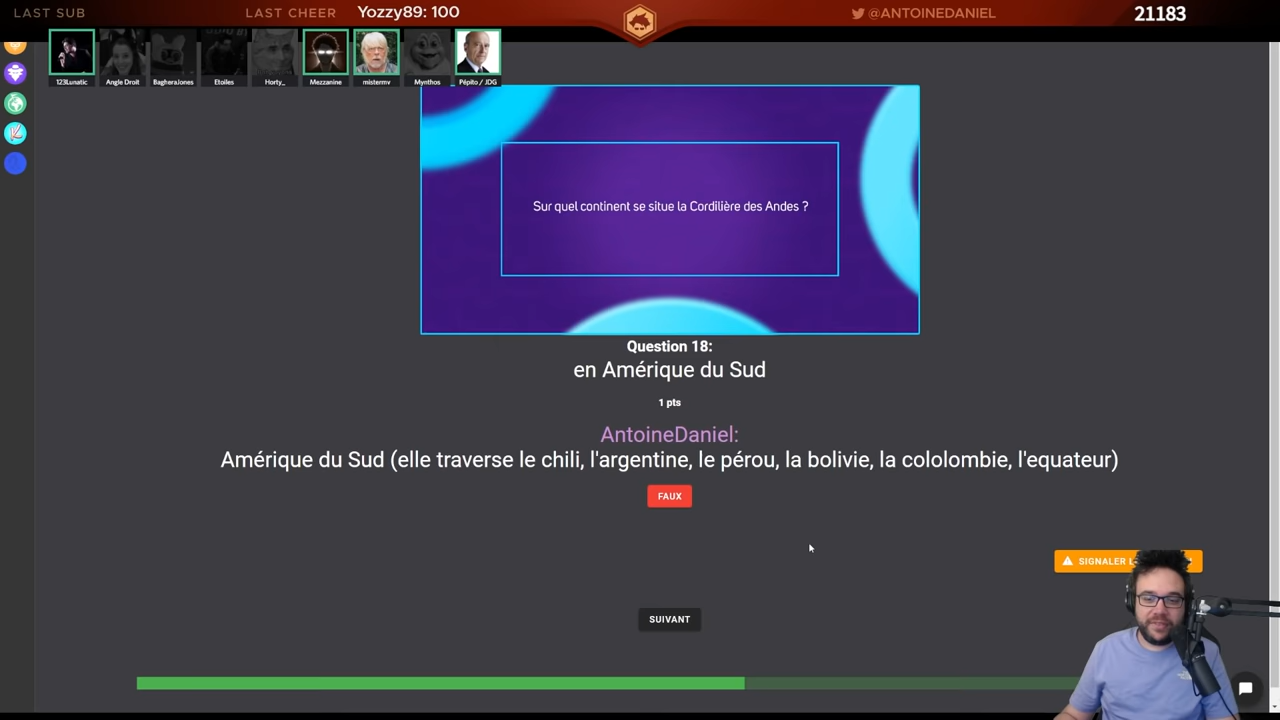 LAST SUB
LAST CHEER
Yozzy89: 100
@ANTOINEDANIEL
21183
123Lunatic
Angle Droit
BagheraJones
Etoiles
Horty_
Mezzanine
mistermv
Mynthos
Pépito / JDG
Sur quel continent se situe la Cordilière des Andes ?
Question 18:
en Amérique du Sud
1 pts
AntoineDaniel:
Amérique du Sud (elle traverse le chili, l'argentine, le pérou, la bolivie, la cololombie, l'equateur)
FAUX
SIGNALER
SUIVANT